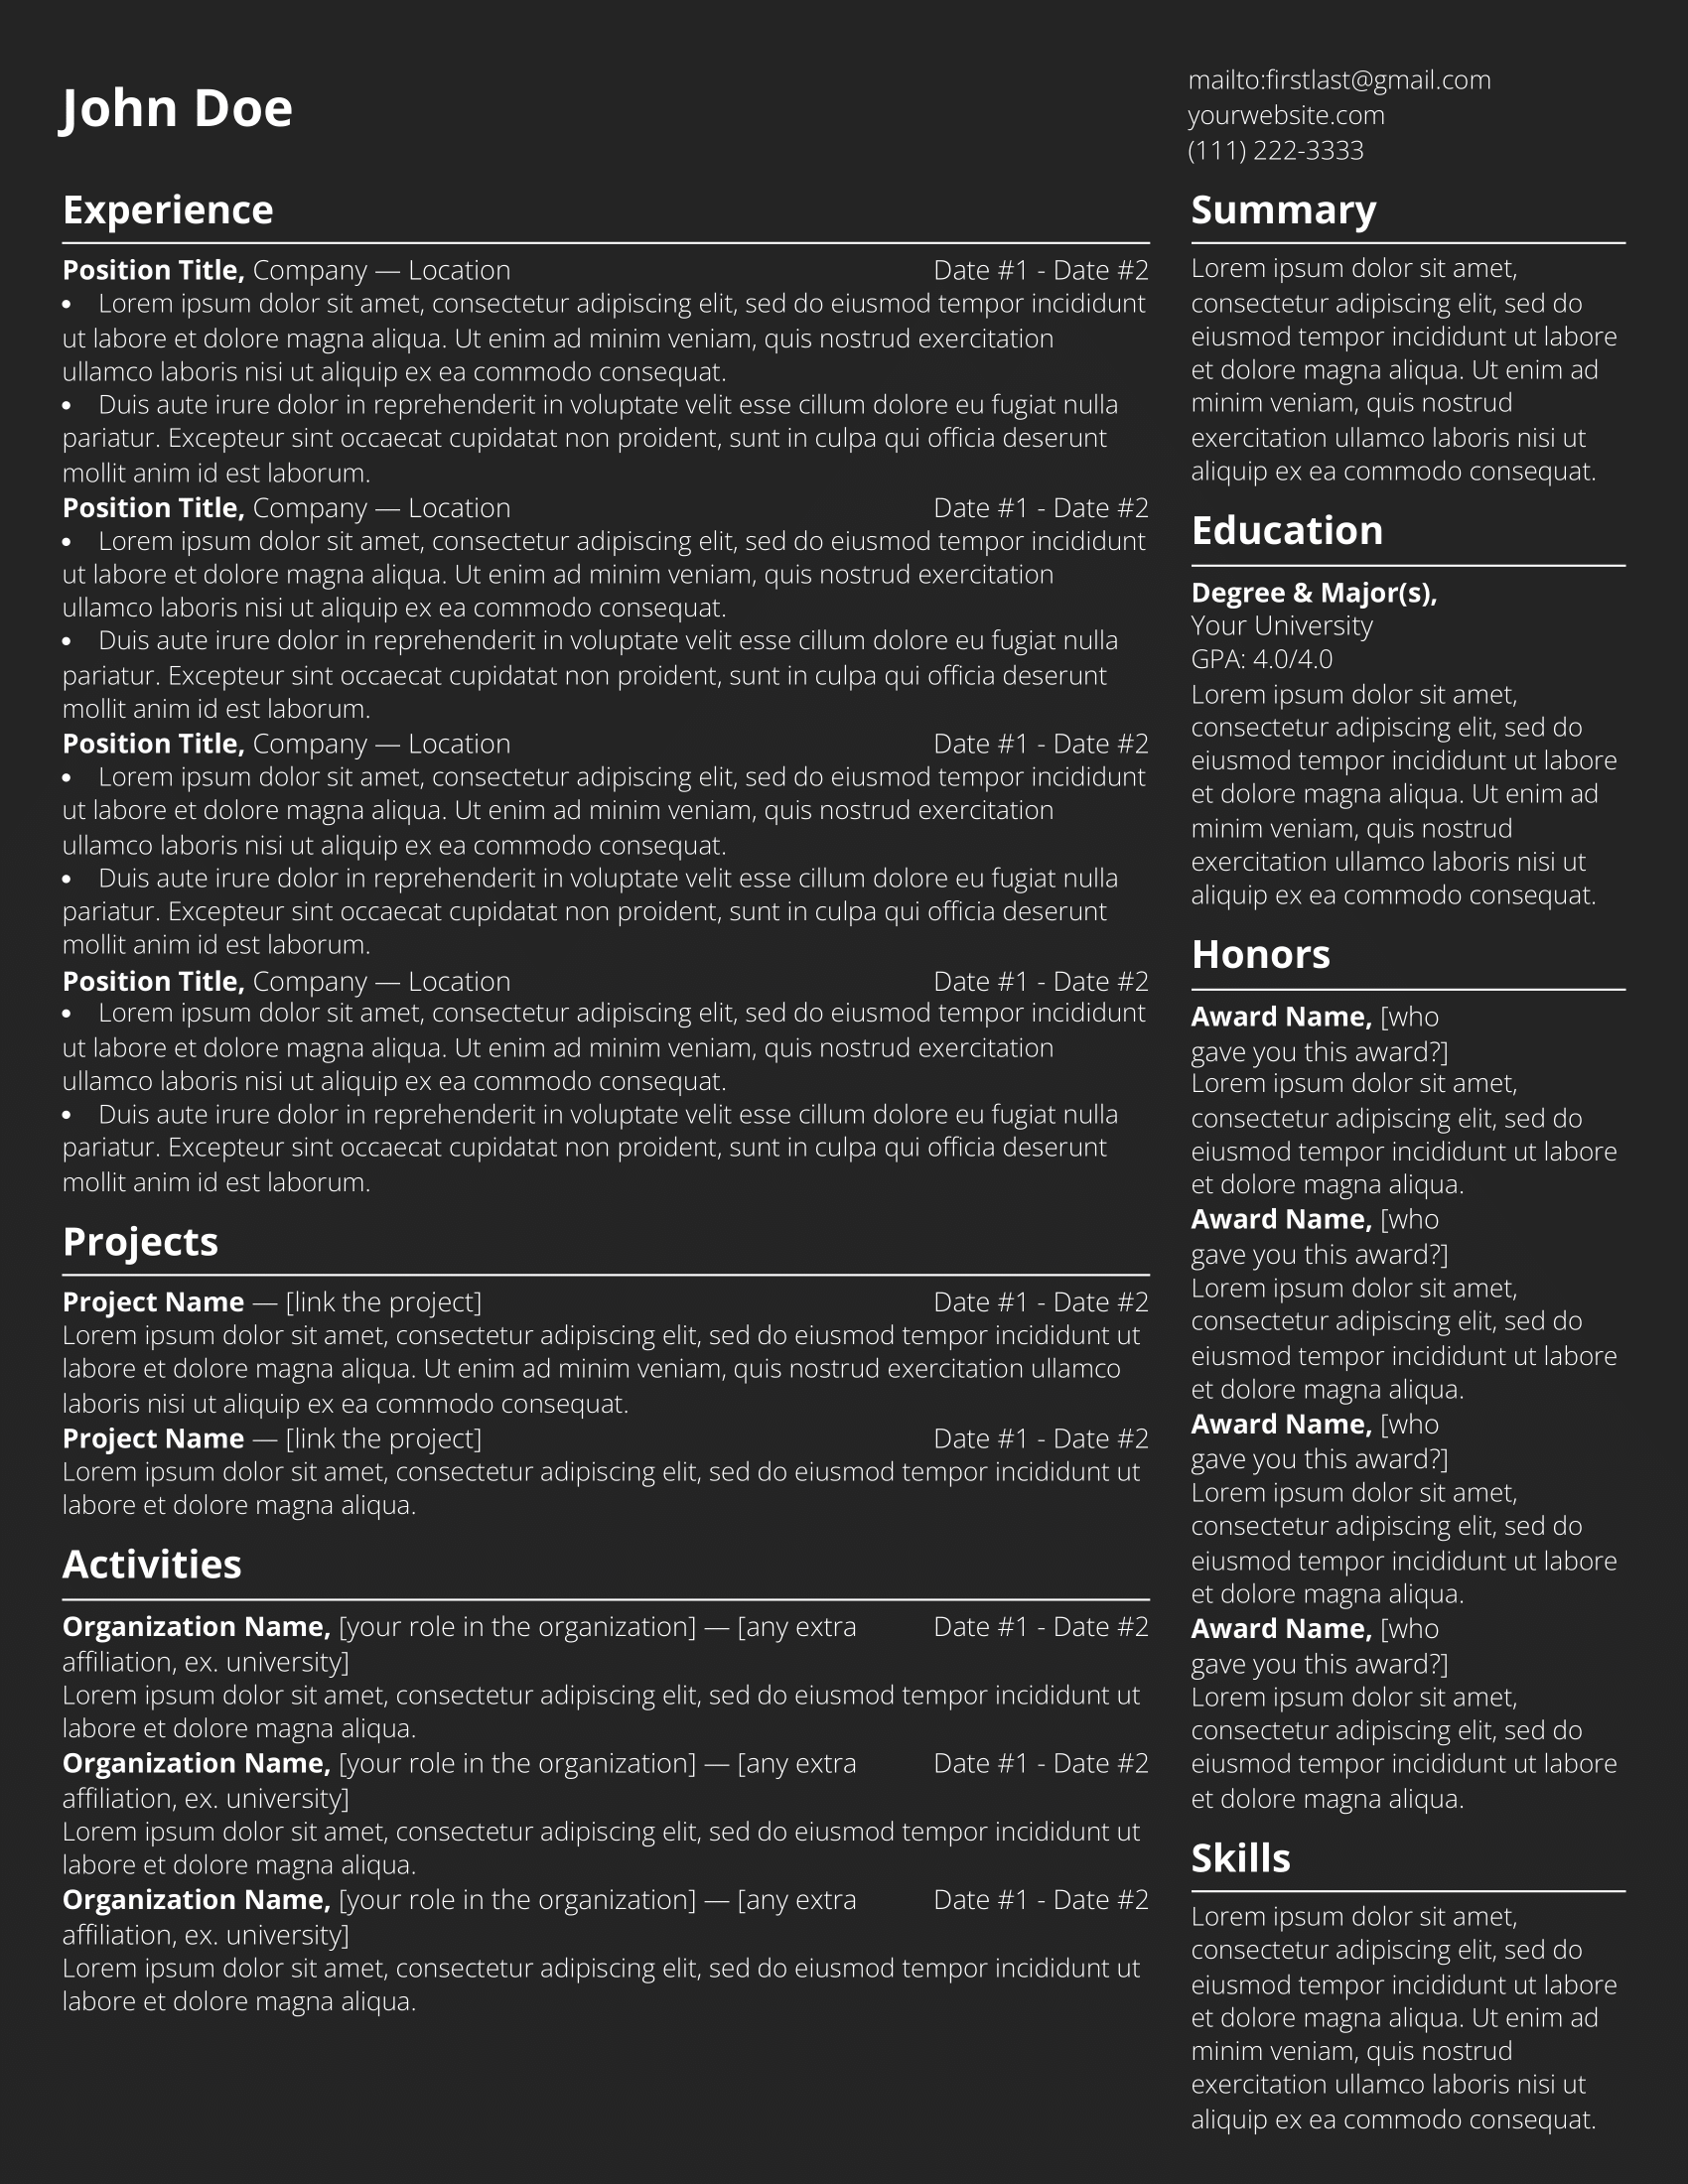 John Doe
mailto:firstlast@gmail.com
yourwebsite.com
(111) 222-3333
Experience
Position Title, Company — Location Date #1 - Date #2
• Lorem ipsum dolor sit amet, consectetur adipiscing elit, sed do eiusmod tempor incididunt
ut labore et dolore magna aliqua. Ut enim ad minim veniam, quis nostrud exercitation
ullamco laboris nisi ut aliquip ex ea commodo consequat.
• Duis aute irure dolor in reprehenderit in voluptate velit esse cillum dolore eu fugiat nulla
pariatur. Excepteur sint occaecat cupidatat non proident, sunt in culpa qui officia deserunt
mollit anim id est laborum.
Position Title, Company — Location Date #1 - Date #2
• Lorem ipsum dolor sit amet, consectetur adipiscing elit, sed do eiusmod tempor incididunt
ut labore et dolore magna aliqua. Ut enim ad minim veniam, quis nostrud exercitation
ullamco laboris nisi ut aliquip ex ea commodo consequat.
• Duis aute irure dolor in reprehenderit in voluptate velit esse cillum dolore eu fugiat nulla
pariatur. Excepteur sint occaecat cupidatat non proident, sunt in culpa qui officia deserunt
mollit anim id est laborum.
Position Title, Company — Location Date #1 - Date #2
• Lorem ipsum dolor sit amet, consectetur adipiscing elit, sed do eiusmod tempor incididunt
ut labore et dolore magna aliqua. Ut enim ad minim veniam, quis nostrud exercitation
ullamco laboris nisi ut aliquip ex ea commodo consequat.
• Duis aute irure dolor in reprehenderit in voluptate velit esse cillum dolore eu fugiat nulla
pariatur. Excepteur sint occaecat cupidatat non proident, sunt in culpa qui officia deserunt
mollit anim id est laborum.
Position Title, Company — Location Date #1 - Date #2
• Lorem ipsum dolor sit amet, consectetur adipiscing elit, sed do eiusmod tempor incididunt
ut labore et dolore magna aliqua. Ut enim ad minim veniam, quis nostrud exercitation
ullamco laboris nisi ut aliquip ex ea commodo consequat.
• Duis aute irure dolor in reprehenderit in voluptate velit esse cillum dolore eu fugiat nulla
pariatur. Excepteur sint occaecat cupidatat non proident, sunt in culpa qui officia deserunt
mollit anim id est laborum.
Projects
Project Name — [link the project] Date #1 - Date #2
Lorem ipsum dolor sit amet, consectetur adipiscing elit, sed do eiusmod tempor incididunt ut
labore et dolore magna aliqua. Ut enim ad minim veniam, quis nostrud exercitation ullamco
laboris nisi ut aliquip ex ea commodo consequat.
Project Name — [link the project] Date #1 - Date #2
Lorem ipsum dolor sit amet, consectetur adipiscing elit, sed do eiusmod tempor incididunt ut
labore et dolore magna aliqua.
Activities
Organization Name, [your role in the organization] — [any extra Date #1 - Date #2
affiliation, ex. university]
Lorem ipsum dolor sit amet, consectetur adipiscing elit, sed do eiusmod tempor incididunt ut
labore et dolore magna aliqua.
Organization Name, [your role in the organization] — [any extra Date #1 - Date #2
affiliation, ex. university]
Lorem ipsum dolor sit amet, consectetur adipiscing elit, sed do eiusmod tempor incididunt ut
labore et dolore magna aliqua.
Organization Name, [your role in the organization] — [any extra Date #1 - Date #2
affiliation, ex. university]
Lorem ipsum dolor sit amet, consectetur adipiscing elit, sed do eiusmod tempor incididunt ut
labore et dolore magna aliqua.
Summary
Lorem ipsum dolor sit amet,
consectetur adipiscing elit, sed do
eiusmod tempor incididunt ut labore
et dolore magna aliqua. Ut enim ad
minim veniam, quis nostrud
exercitation ullamco laboris nisi ut
aliquip ex ea commodo consequat.
Education
Degree & Major(s),
Your University
GPA: 4.0/4.0
Lorem ipsum dolor sit amet,
consectetur adipiscing elit, sed do
eiusmod tempor incididunt ut labore
et dolore magna aliqua. Ut enim ad
minim veniam, quis nostrud
exercitation ullamco laboris nisi ut
aliquip ex ea commodo consequat.
Honors
Award Name, [who
gave you this award?]
Lorem ipsum dolor sit amet,
consectetur adipiscing elit, sed do
eiusmod tempor incididunt ut labore
et dolore magna aliqua.
Award Name, [who
gave you this award?]
Lorem ipsum dolor sit amet,
consectetur adipiscing elit, sed do
eiusmod tempor incididunt ut labore
et dolore magna aliqua.
Award Name, [who
gave you this award?]
Lorem ipsum dolor sit amet,
consectetur adipiscing elit, sed do
eiusmod tempor incididunt ut labore
et dolore magna aliqua.
Award Name, [who
gave you this award?]
Lorem ipsum dolor sit amet,
consectetur adipiscing elit, sed do
eiusmod tempor incididunt ut labore
et dolore magna aliqua.
Skills
Lorem ipsum dolor sit amet,
consectetur adipiscing elit, sed do
eiusmod tempor incididunt ut labore
et dolore magna aliqua. Ut enim ad
minim veniam, quis nostrud
exercitation ullamco laboris nisi ut
aliquip ex ea commodo consequat.